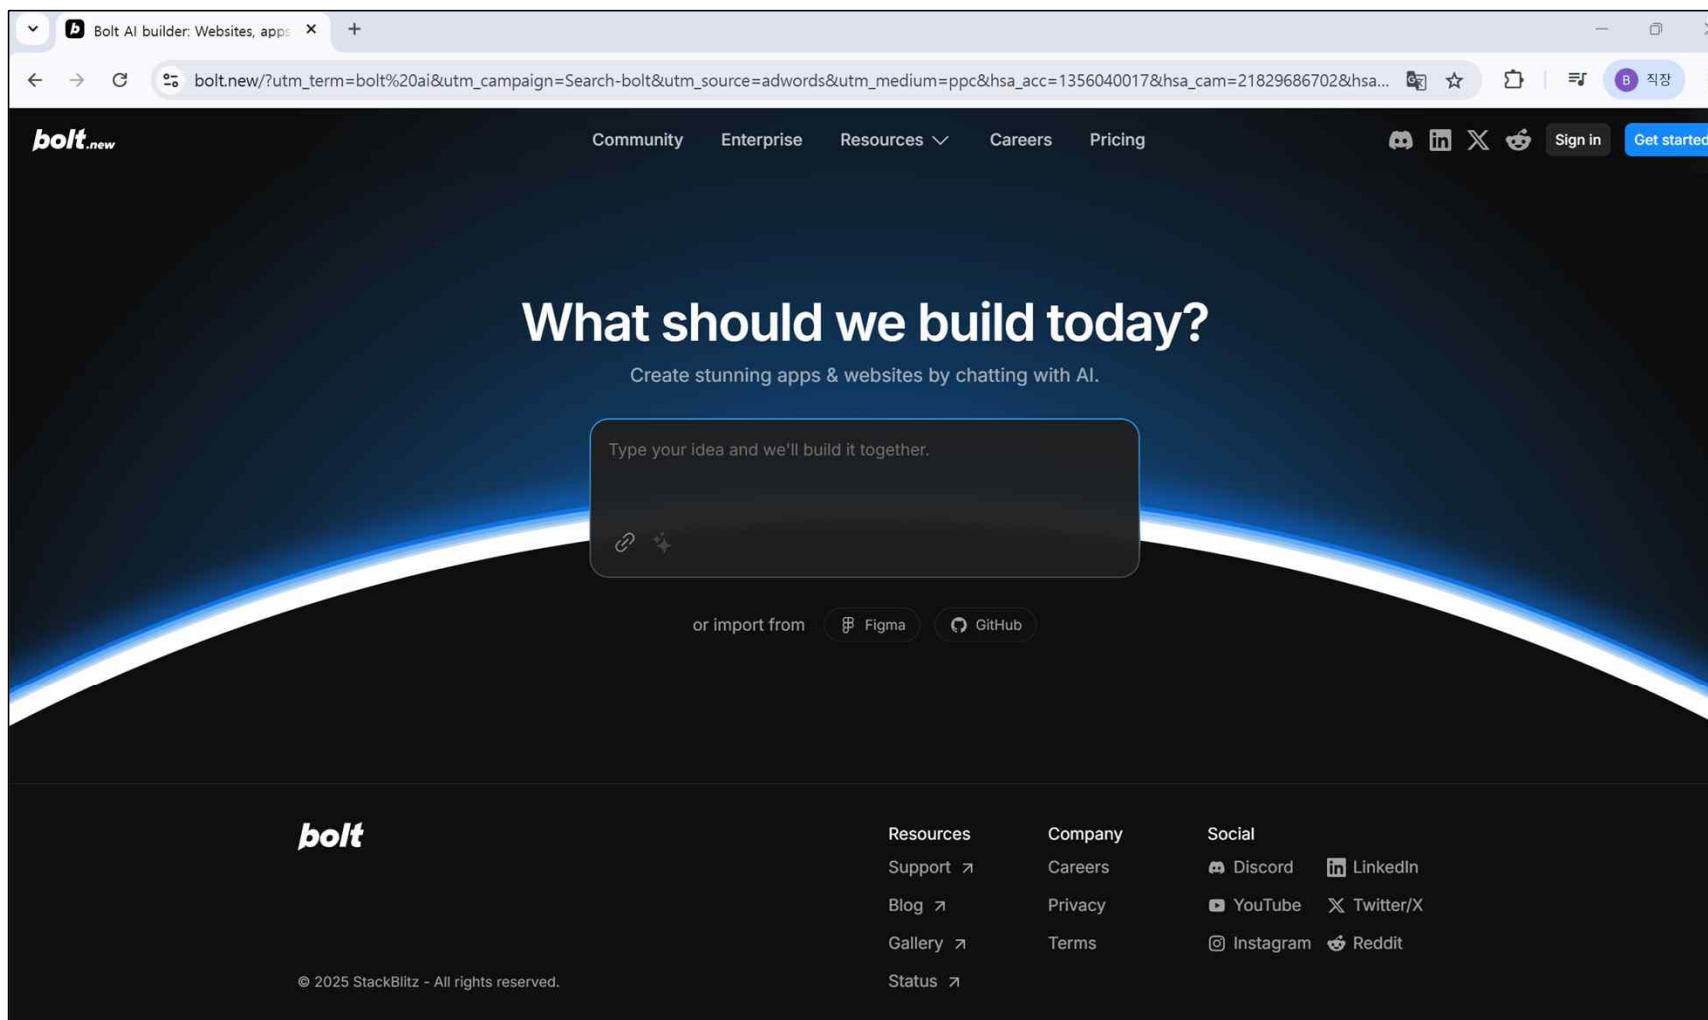 Bolt AI builder: Websites, apps
bolt.new/?utm_term=bolt%20ai&utm_campaign=Search-bolt&utm_source=adwords&utm_medium=ppc&hsa_acc=1356040017&hsa_cam=21829686702&hsa...
B 직장
bolt.new
Community Enterprise Resources Careers Pricing
Sign in Get started
What should we build today?
Create stunning apps & websites by chatting with AI.
Type your idea and we'll build it together.
or import from Figma GitHub
bolt
Resources Company Social
Support Careers Discord LinkedIn
Blog Privacy YouTube Twitter/X
Gallery Terms Instagram Reddit
© 2025 StackBlitz - All rights reserved. Status